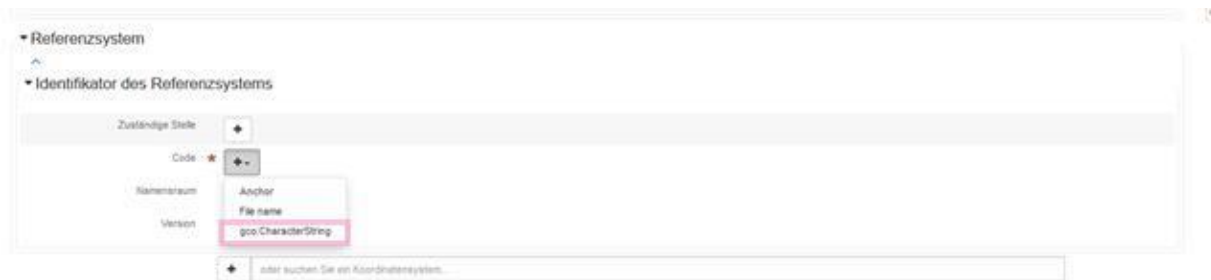 Referenzsystem
Identifikator des Referenzsystems
Zuständige Stelle
Code *
Namensraum
Anchor
File name
Version
gco:CharacterString
oder suchen Sie ein Koordinatensystem.....